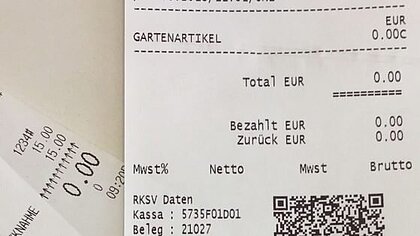 EUR
GARTENARTIKEL 0.00C
Total EUR 0.00
==========
Bezahlt EUR 0.00
Zurück EUR 0.00
Mwst% Netto Mwst Brutto
RKSV Daten
Kassa : 5735F01D01
Beleg : 21027
1234#
15.00
15.00
0.00
0